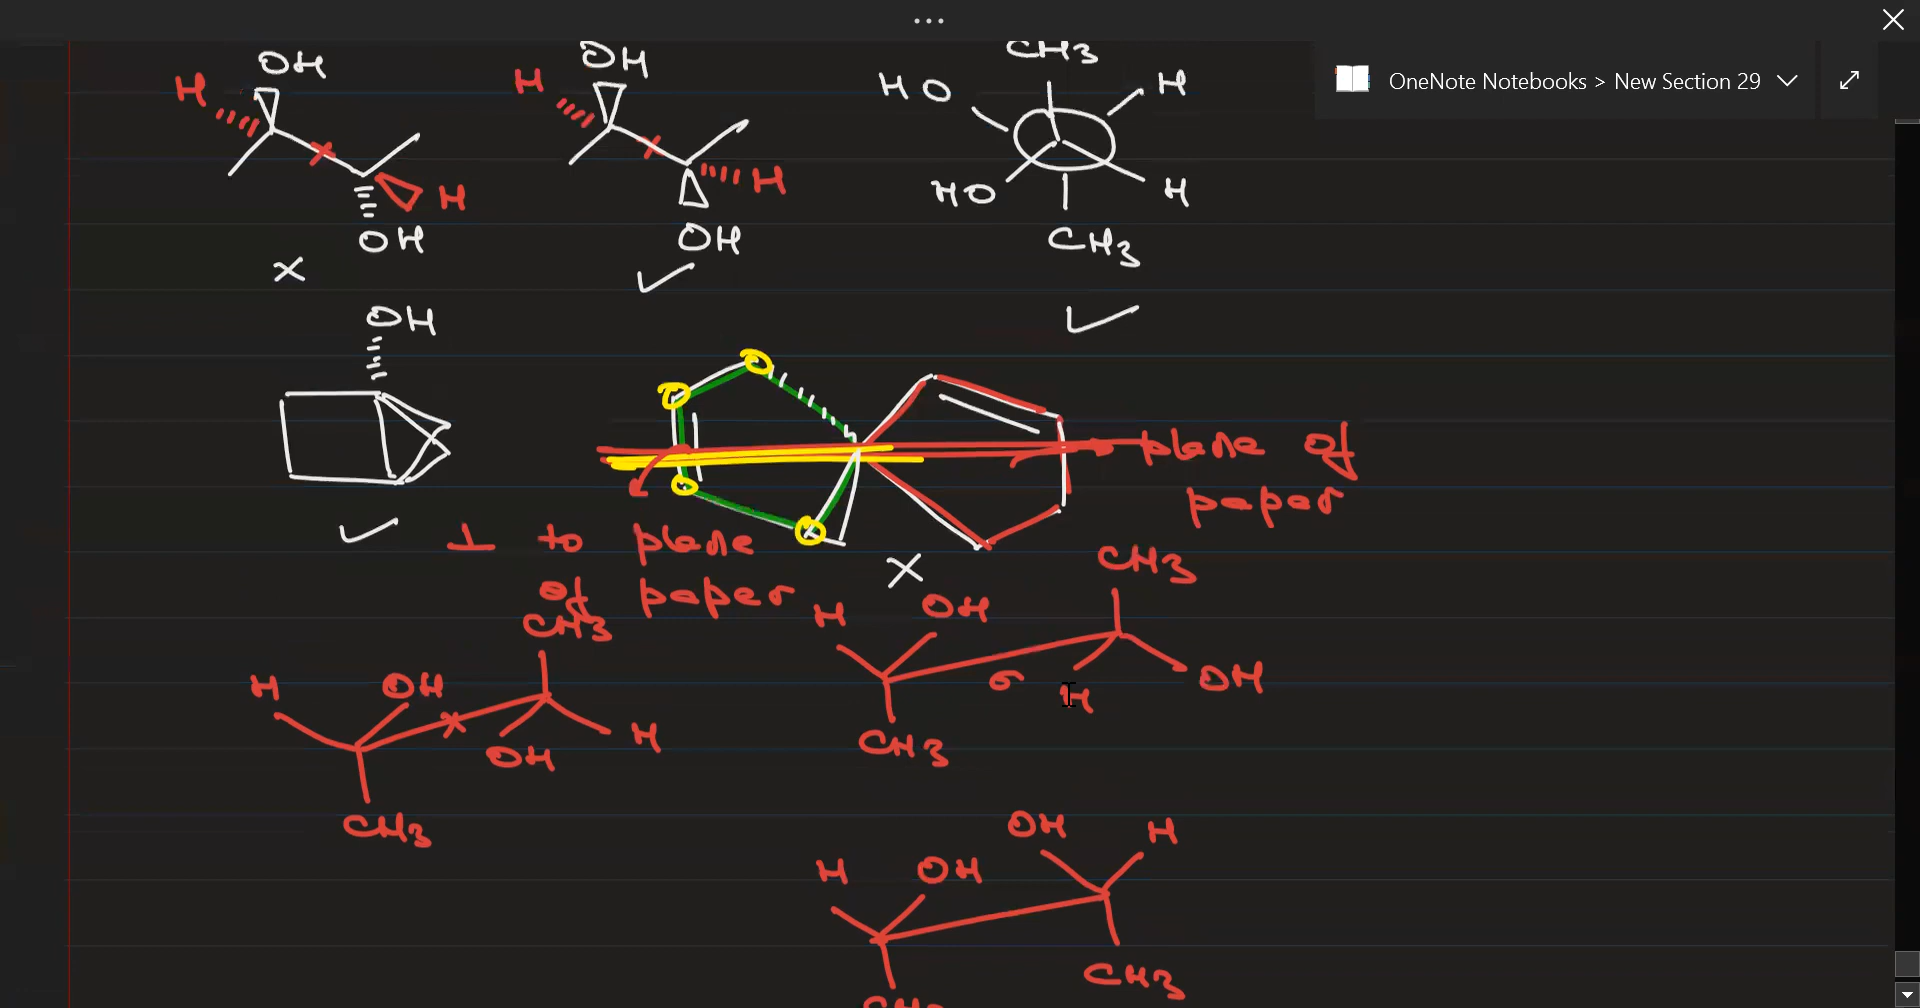 OneNote Notebooks > New Section 29
OH
H
H
OH
×
OH
H
H
OH
✓
CH3
HO
H
HO
H
CH3
✓
OH
✓
plane of
paper
⊥ to plane
of paper
×
CH3
H
OH
OH
H
CH3
CH3
H
OH
σ
H
OH
CH3
OH
H
H
OH
CH3
CH3